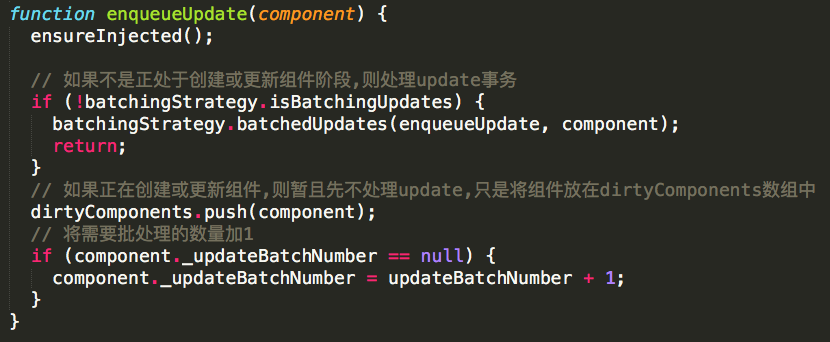 function enqueueUpdate(component) {
  ensureInjected();

  // 如果不是正处于创建或更新组件阶段,则处理update事务
  if (!batchingStrategy.isBatchingUpdates) {
    batchingStrategy.batchedUpdates(enqueueUpdate, component);
    return;
  }
  // 如果正在创建或更新组件,则暂且先不处理update,只是将组件放在dirtyComponents数组中
  dirtyComponents.push(component);
  // 将需要批处理的数量加1
  if (component._updateBatchNumber == null) {
    component._updateBatchNumber = updateBatchNumber + 1;
  }
}